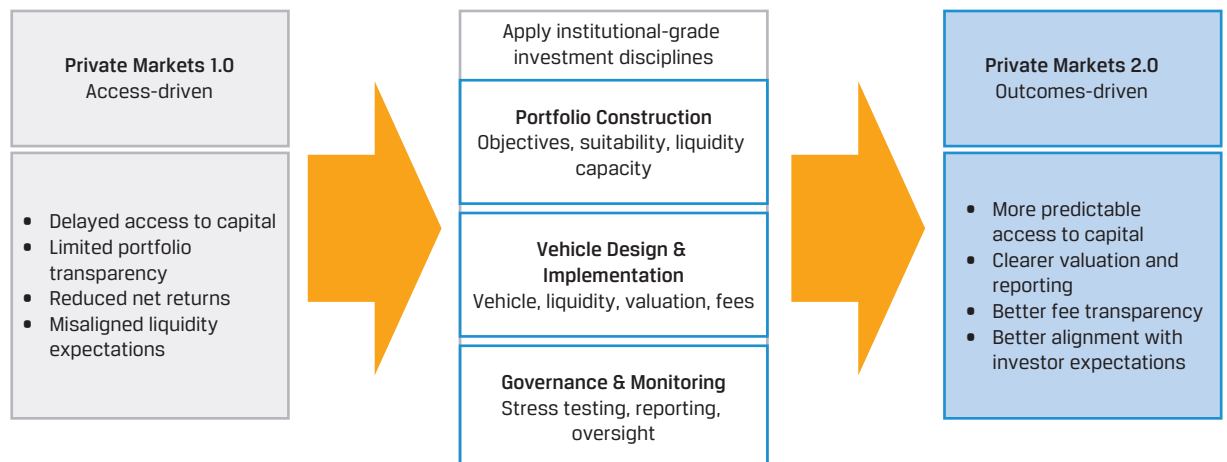 Private Markets 1.0
Access-driven
• Delayed access to capital
• Limited portfolio
transparency
• Reduced net returns
• Misaligned liquidity
expectations
Apply institutional-grade
investment disciplines
Portfolio Construction
Objectives, suitability, liquidity
capacity
Vehicle Design &
Implementation
Vehicle, liquidity, valuation, fees
Governance & Monitoring
Stress testing, reporting,
oversight
Private Markets 2.0
Outcomes-driven
• More predictable
access to capital
• Clearer valuation and
reporting
• Better fee transparency
• Better alignment with
investor expectations